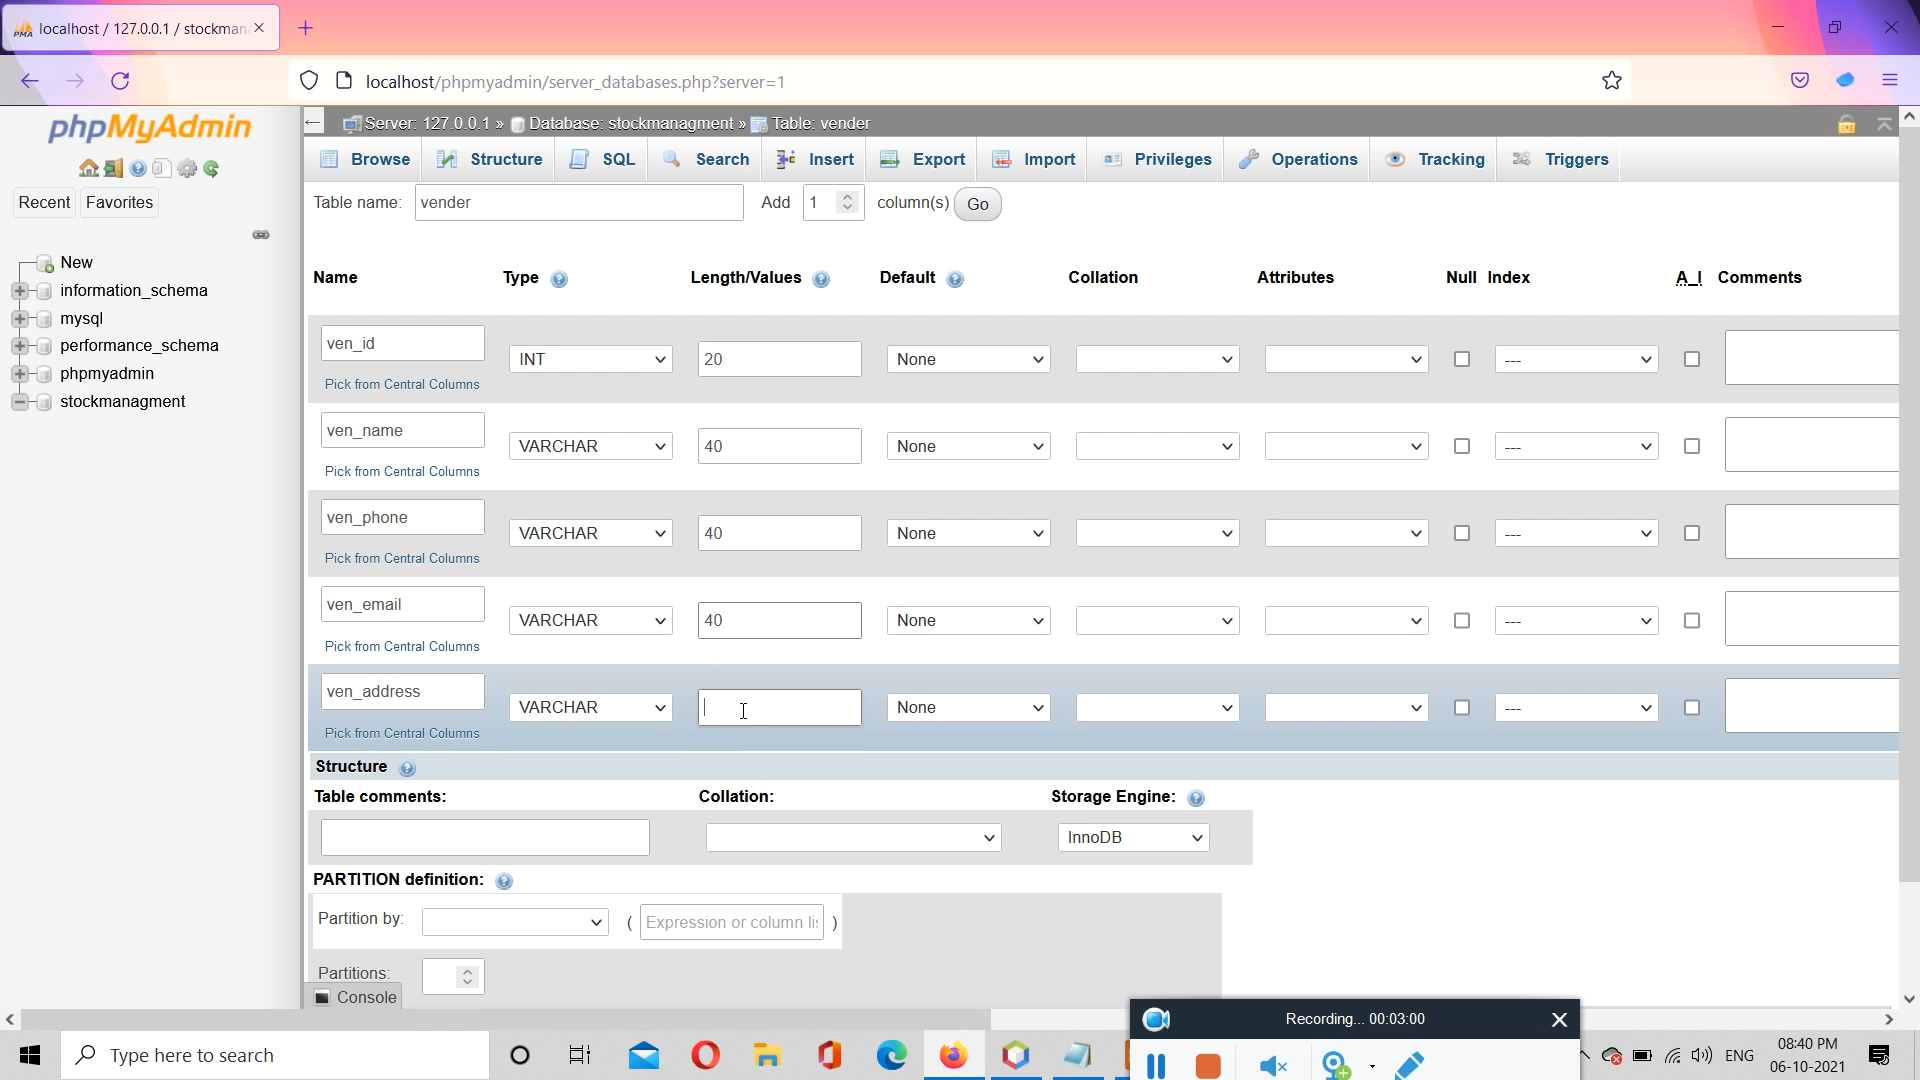 localhost / 127.0.0.1 / stockman
localhost/phpmyadmin/server_databases.php?server=1
phpMyAdmin
Recent Favorites
New
information_schema
mysql
performance_schema
phpmyadmin
stockmanagment
Server: 127.0.0.1 » Database: stockmanagment » Table: vender
Browse Structure SQL Search Insert Export Import Privileges Operations Tracking Triggers
Table name: vender Add 1 column(s) Go
Name Type Length/Values Default Collation Attributes Null Index A_I Comments
ven_id INT 20 None ---
Pick from Central Columns
ven_name VARCHAR 40 None ---
Pick from Central Columns
ven_phone VARCHAR 40 None ---
Pick from Central Columns
ven_email VARCHAR 40 None ---
Pick from Central Columns
ven_address VARCHAR None ---
Pick from Central Columns
Structure
Table comments: Collation: Storage Engine:
InnoDB
PARTITION definition:
Partition by: ( Expression or column lis )
Partitions:
Console
Recording... 00:03:00
Type here to search
ENG
08:40 PM
06-10-2021